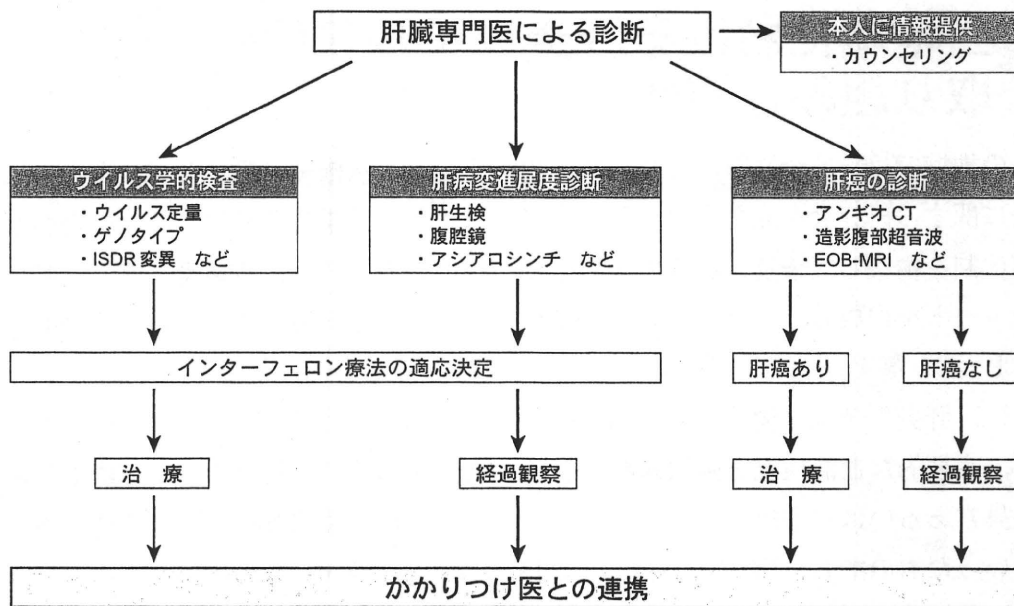 肝臓専門医による診断
本人に情報提供
・カウンセリング
ウイルス学的検査
・ウイルス定量
・ゲノタイプ
・ISDR変異　など
肝病変進展度診断
・肝生検
・腹腔鏡
・アシアロシンチ　など
肝癌の診断
・アンギオCT
・造影腹部超音波
・EOB-MRI　など
インターフェロン療法の適応決定
肝癌あり
肝癌なし
治　療
経過観察
治　療
経過観察
かかりつけ医との連携